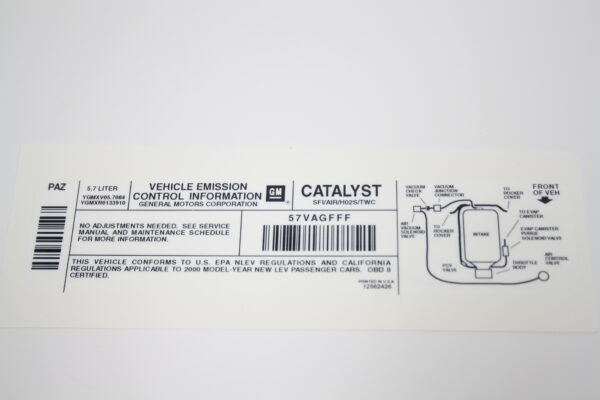 PAZ
5.7 LITER
YGMXV05.7084
YGMXR0133910
VEHICLE EMISSION
CONTROL INFORMATION
GENERAL MOTORS CORPORATION
GM
®
CATALYST
SFI/AIR/HO2S/TWC
57VAGFFF
NO ADJUSTMENTS NEEDED. SEE SERVICE
MANUAL AND MAINTENANCE SCHEDULE
FOR MORE INFORMATION.
THIS VEHICLE CONFORMS TO U.S. EPA NLEV REGULATIONS AND CALIFORNIA
REGULATIONS APPLICABLE TO 2000 MODEL-YEAR NEW LEV PASSENGER CARS. OBD II
CERTIFIED.
PRINTED IN U.S.A.
12562426
VACUUM
CHECK
VALVE
VACUUM
JUNCTION
CONNECTOR
TO
ROCKER
COVER
FRONT
OF VEH
AIR
VACUUM
SOLENOID
VALVE
TO
ROCKER
COVER
INTAKE
TO EVAP
CANISTER
EVAP CANISTER
PURGE
SOLENOID VALVE
PCV
VALVE
THROTTLE
BODY
AIR
CONTROL
VALVE